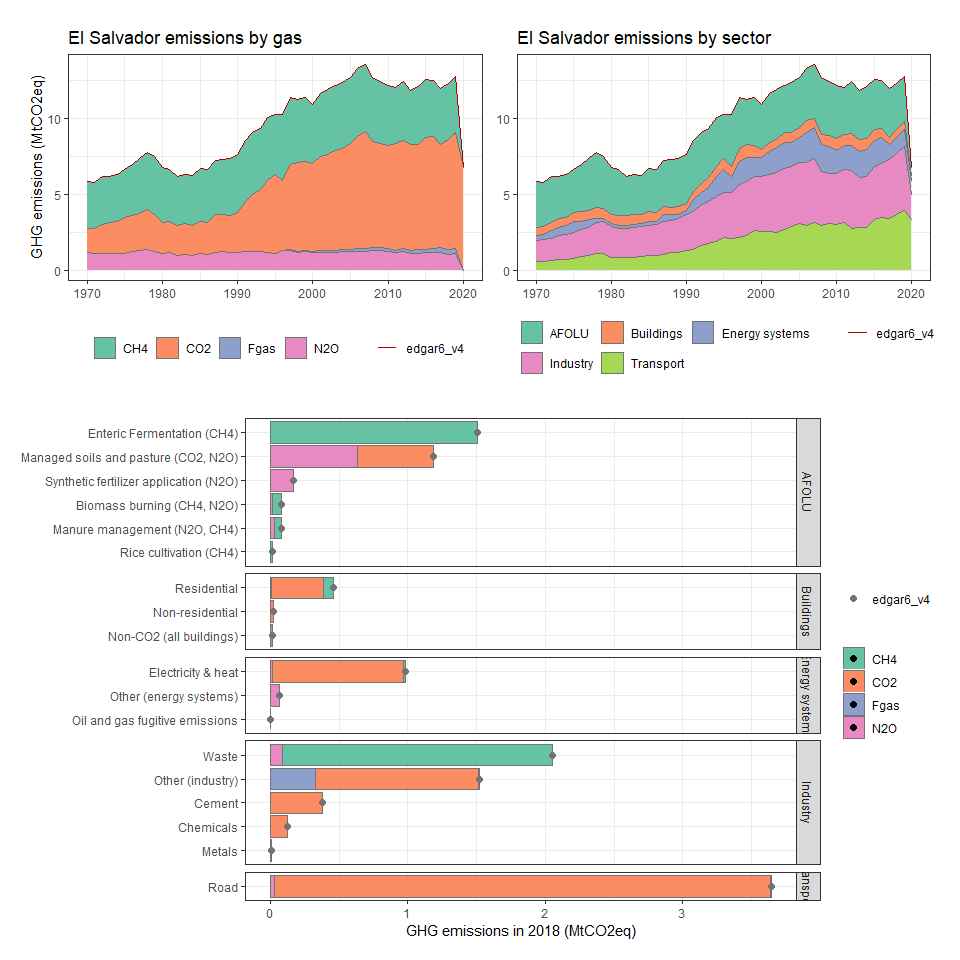 El Salvador emissions by gas
GHG emissions (MtCO2eq)
10
5
0
1970 1980 1990 2000 2010 2020
CH4 CO2 Fgas N2O edgar6_v4
El Salvador emissions by sector
10
5
0
1970 1980 1990 2000 2010 2020
AFOLU Buildings Energy systems edgar6_v4
Industry Transport
Enteric Fermentation (CH4)
Managed soils and pasture (CO2, N2O)
Synthetic fertilizer application (N2O)
Biomass burning (CH4, N2O)
Manure management (N2O, CH4)
Rice cultivation (CH4)
AFOLU
Residential
Non-residential
Non-CO2 (all buildings)
Buildings
Electricity & heat
Other (energy systems)
Oil and gas fugitive emissions
Waste
Other (industry)
Cement
Chemicals
Metals
Industry
Road
0 1 2 3
GHG emissions in 2018 (MtCO2eq)
edgar6_v4
CH4
CO2
Fgas
N2O